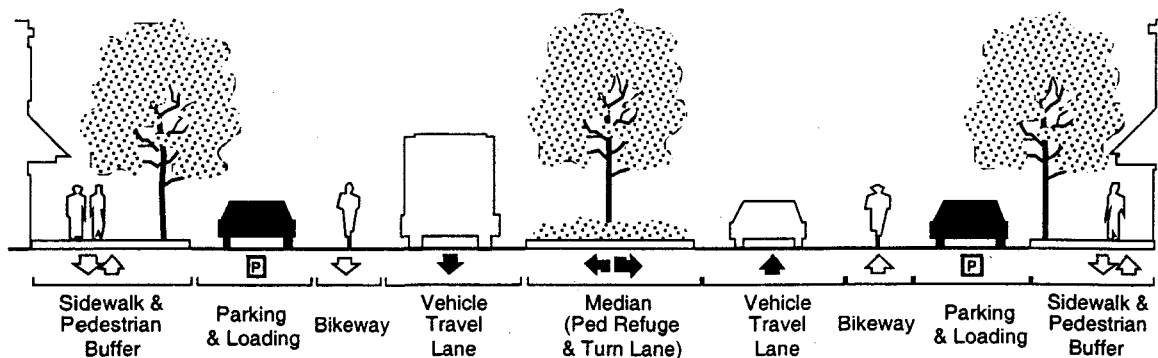 P
P
Sidewalk &
Pedestrian
Buffer
Parking
& Loading
Bikeway
Vehicle
Travel
Lane
Median
(Ped Refuge
& Turn Lane)
Vehicle
Travel
Lane
Bikeway
Parking
& Loading
Sidewalk &
Pedestrian
Buffer